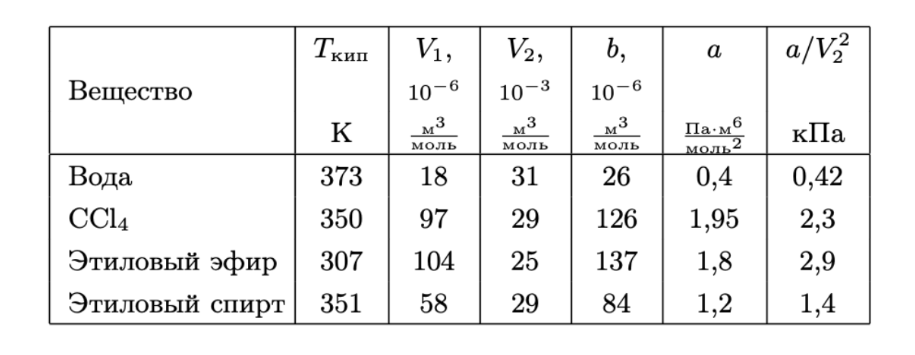 Вещество Tкип V₁, V₂, b, a a/V₂²
10⁻⁶ 10⁻³ 10⁻⁶
К м³/моль м³/моль м³/моль Па·м⁶/моль² кПа
Вода 373 18 31 26 0,4 0,42
CCl₄ 350 97 29 126 1,95 2,3
Этиловый эфир 307 104 25 137 1,8 2,9
Этиловый спирт 351 58 29 84 1,2 1,4